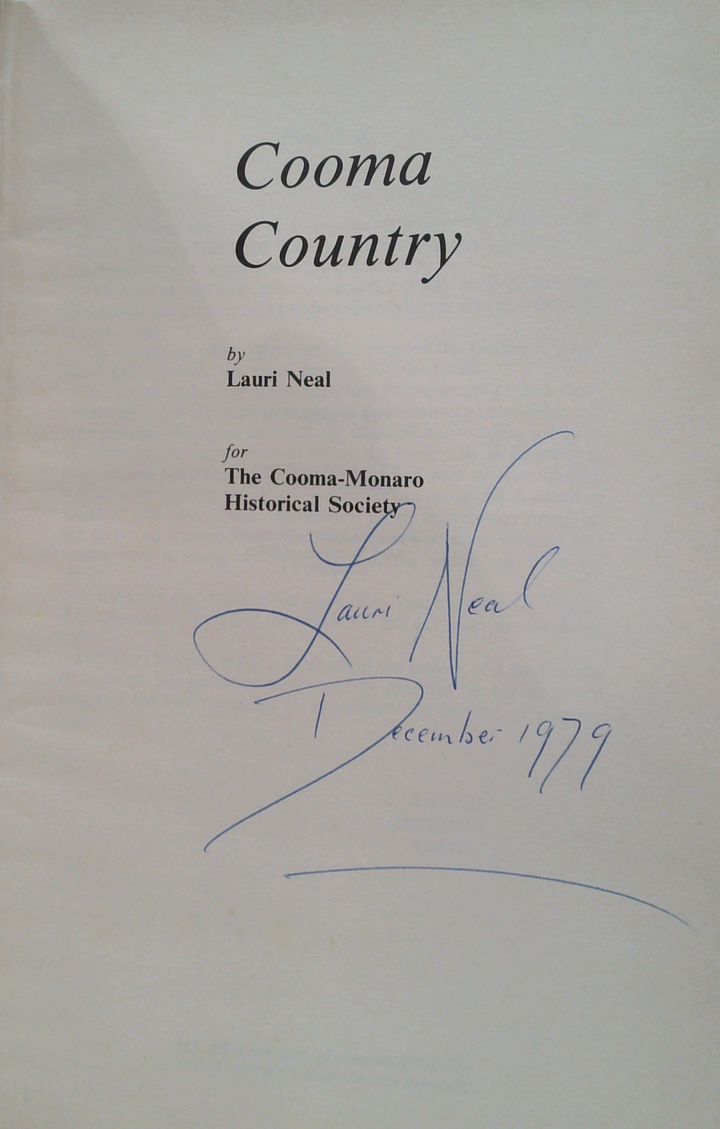 Cooma
Country
by
Lauri Neal
for
The Cooma-Monaro
Historical Society
Lauri Neal
December 1979